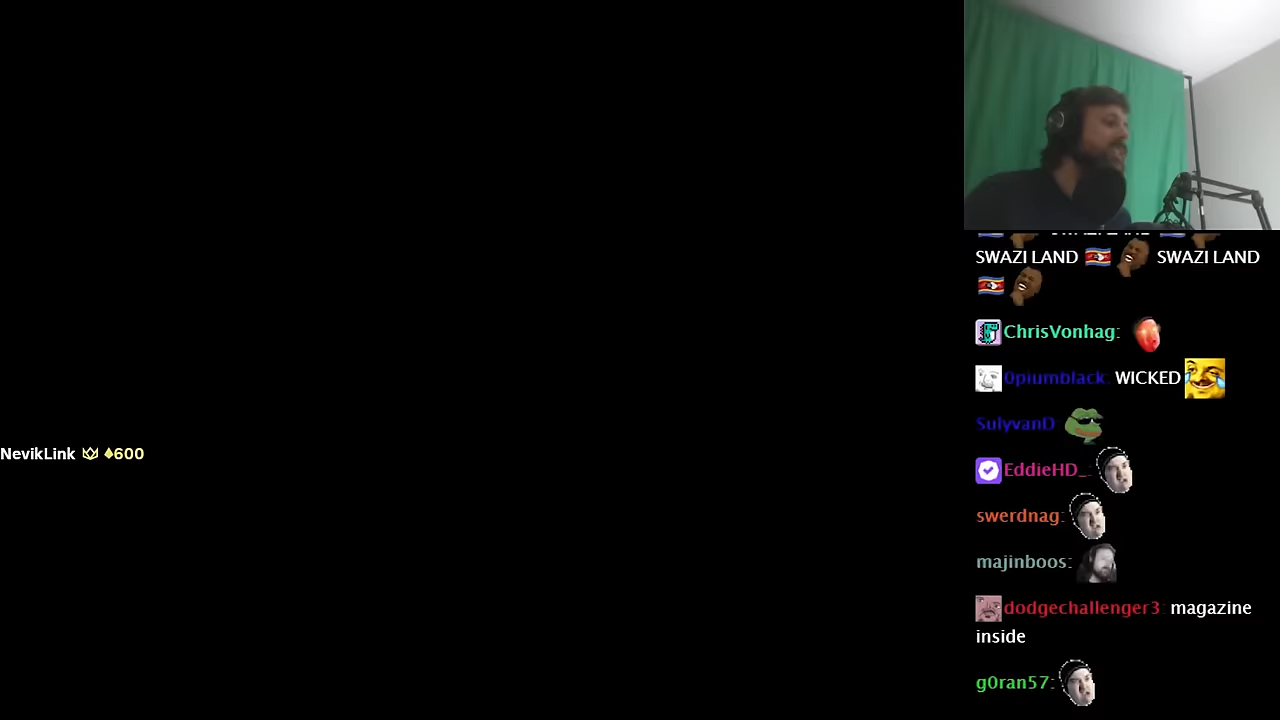 SWAZI LAND SWAZI LAND
ChrisVonhag:
0piumblack: WICKED
SulyvanD
NevikLink 600
EddieHD_:
swerdnag:
majinboos:
dodgechallenger3 magazine
inside
g0ran57: